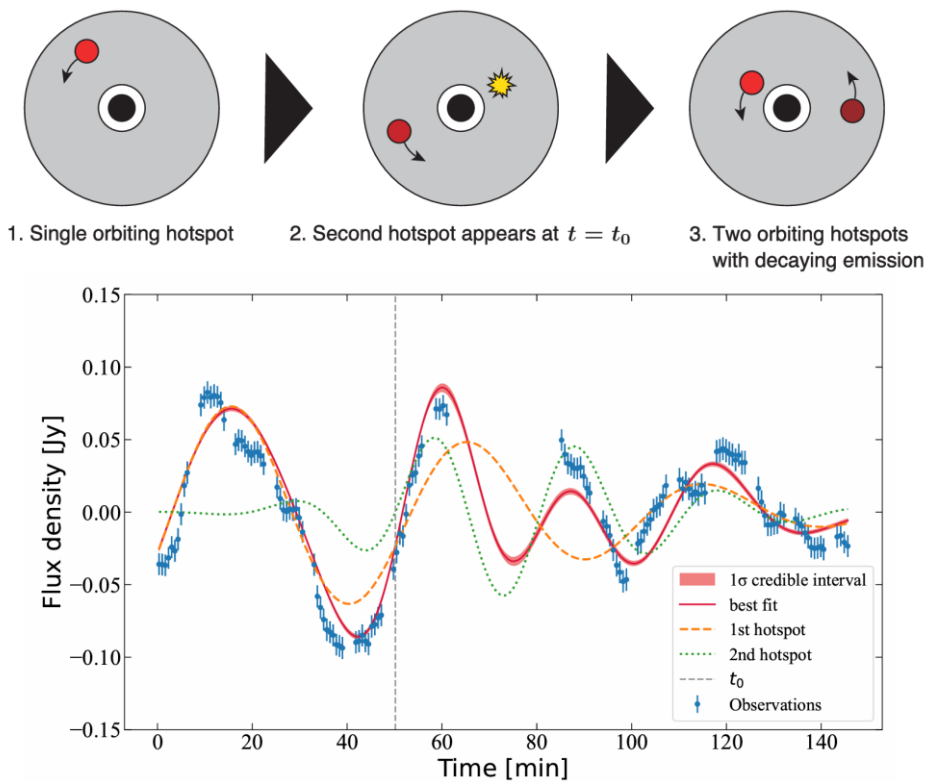 1. Single orbiting hotspot
2. Second hotspot appears at t = t₀
3. Two orbiting hotspots
with decaying emission
0.15
0.10
0.05
0.00
−0.05
−0.10
−0.15
Flux density [Jy]
0 20 40 60 80 100 120 140
Time [min]
1σ credible interval
best fit
1st hotspot
2nd hotspot
t₀
Observations